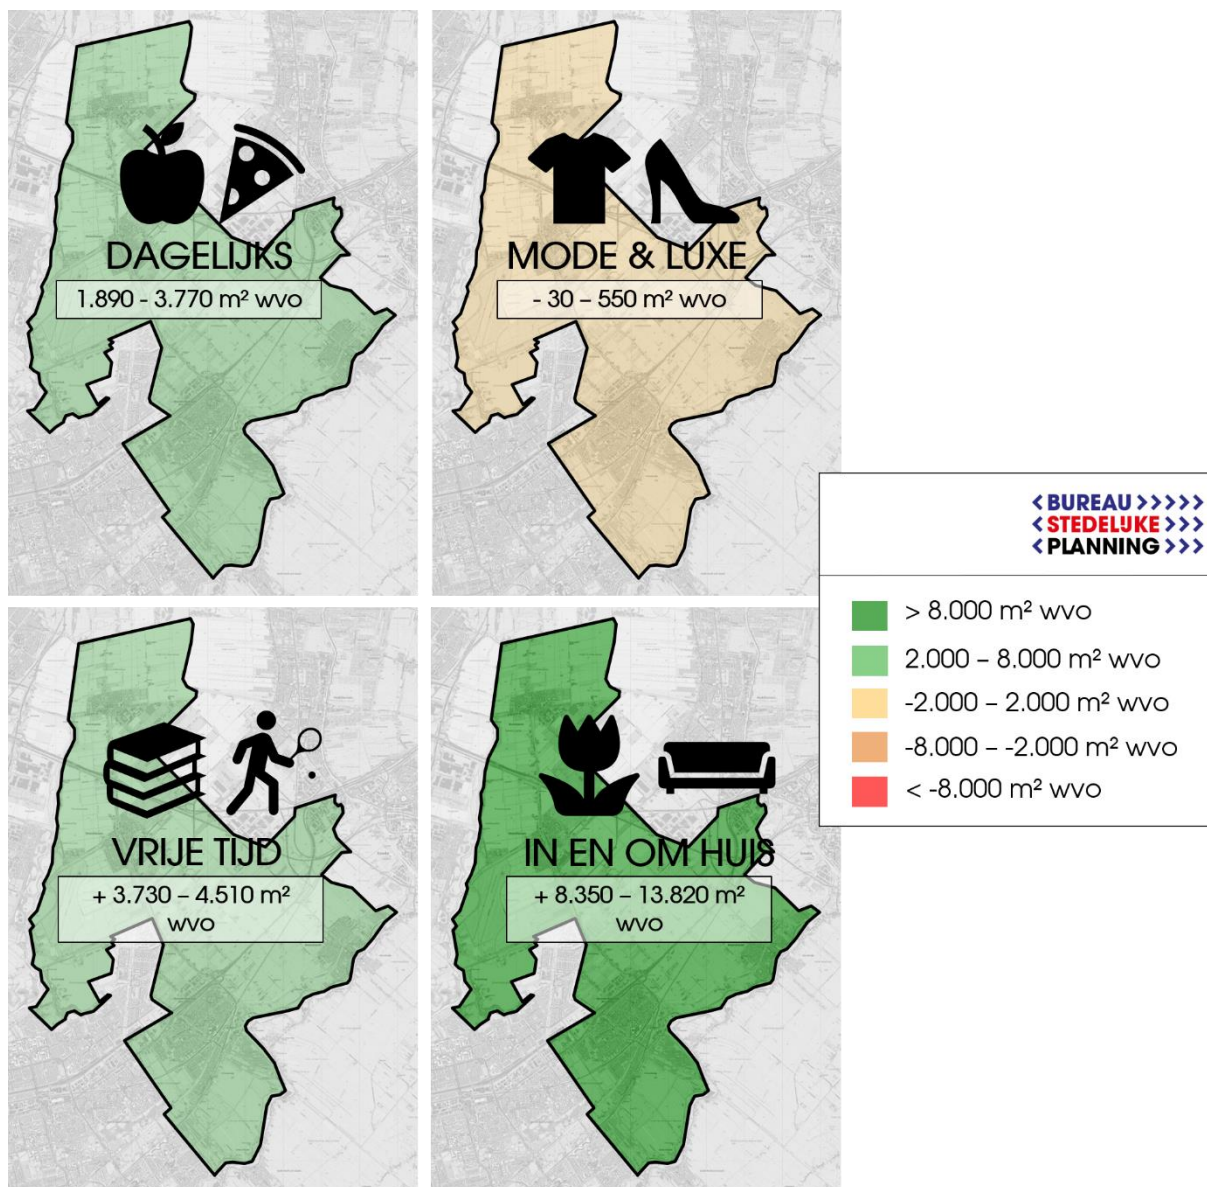 DAGELIJKS
1.890 - 3.770 m² wvo
MODE & LUXE
- 30 – 550 m² wvo
VRIJE TIJD
+ 3.730 – 4.510 m²
wvo
IN EN OM HUIS
+ 8.350 – 13.820 m²
wvo
< BUREAU >>>>>
< STEDELIJKE >>>
< PLANNING >>>
> 8.000 m² wvo
2.000 – 8.000 m² wvo
-2.000 – 2.000 m² wvo
-8.000 – -2.000 m² wvo
< -8.000 m² wvo